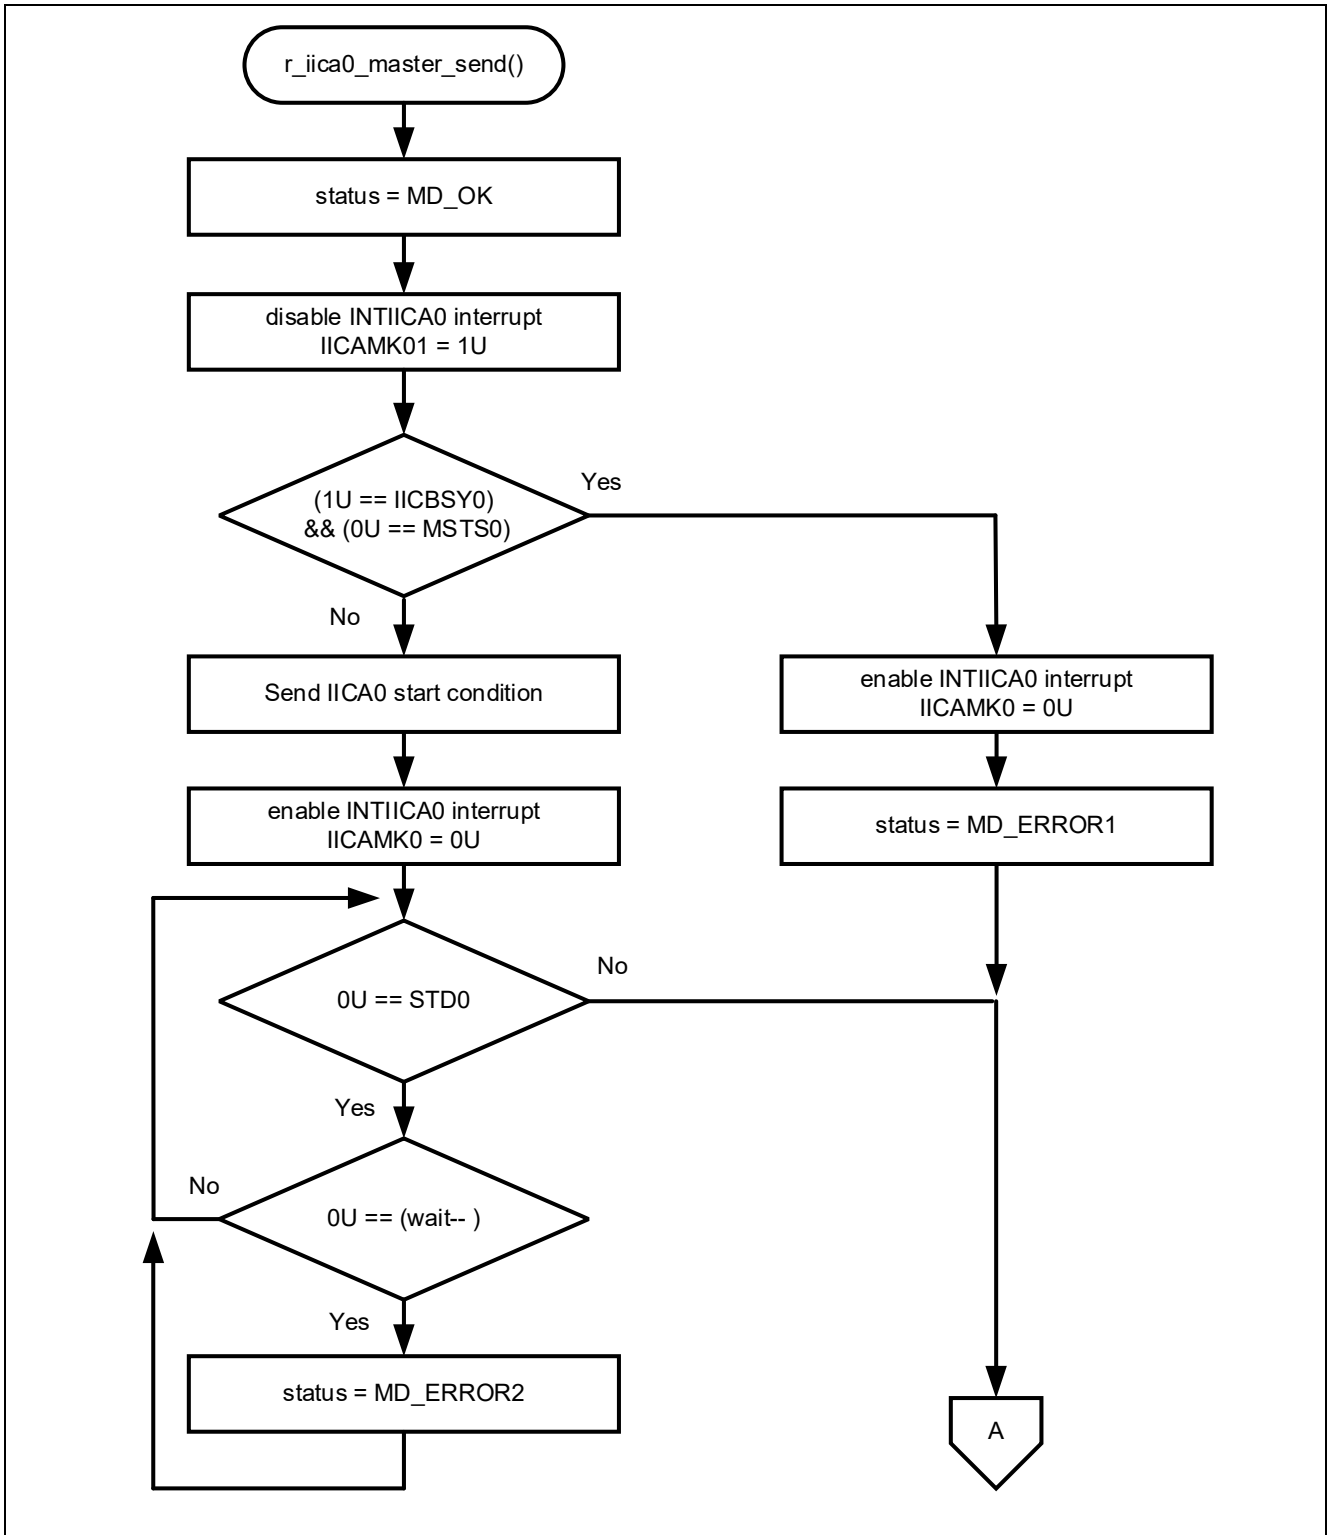 r_iica0_master_send()
status = MD_OK
disable INTIICA0 interrupt
IICAMK01 = 1U
(1U == IICBSY0)
&& (0U == MSTS0)
Yes
No
Send IICA0 start condition
enable INTIICA0 interrupt
IICAMK0 = 0U
enable INTIICA0 interrupt
IICAMK0 = 0U
status = MD_ERROR1
0U == STD0
No
Yes
0U == (wait-- )
No
Yes
status = MD_ERROR2
A